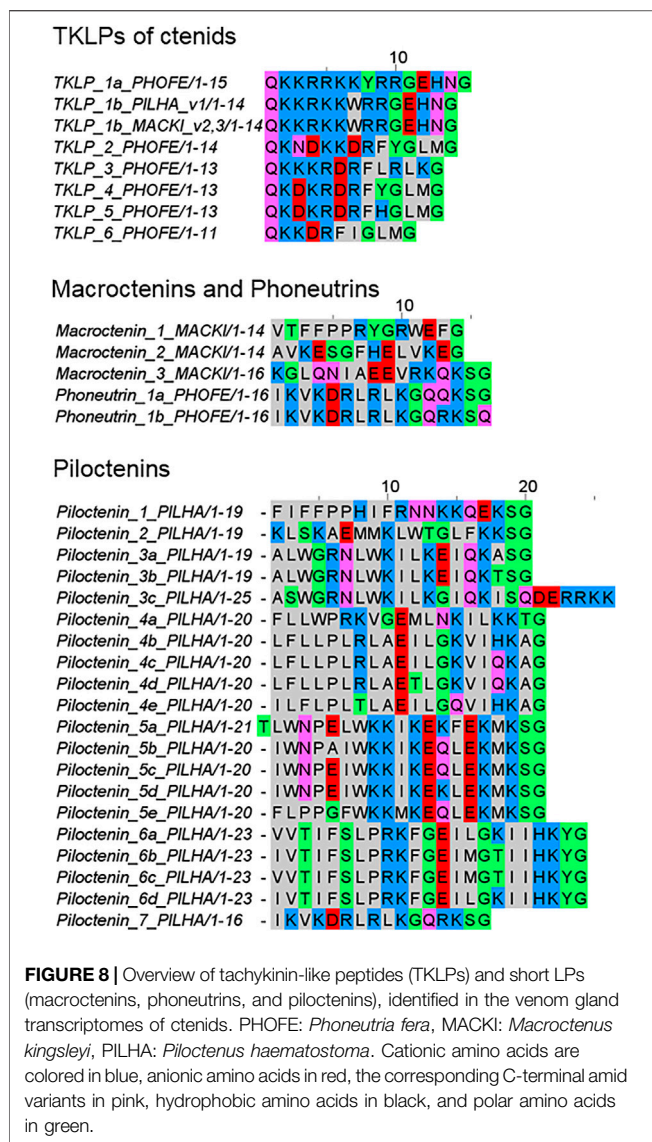 TKLPs of ctenids
10
TKLP_1a_PHOFE/1-15 QKKRRKKYRRGEHNG
TKLP_1b_PILHA_v1/1-14 QKKRRKKWRRGEHNG
TKLP_1b_MACKI_v2,3/1-14 QKKRRKKWRRGEHNG
TKLP_2_PHOFE/1-14 QKNDKKDRFYGLMG
TKLP_3_PHOFE/1-13 QKKKRDRFLRLKG
TKLP_4_PHOFE/1-13 QKDKRDRFYGLMG
TKLP_5_PHOFE/1-13 QKDKRDRFHGLMG
TKLP_6_PHOFE/1-11 QKKDRFIGLMG
Macroctenins and Phoneutrins
10
Macroctenin_1_MACKI/1-14 VTFFPPRYGRWEFG
Macroctenin_2_MACKI/1-14 AVKESGFHELVKEG
Macroctenin_3_MACKI/1-16 KGLQNIAEEVRKQKSG
Phoneutrin_1a_PHOFE/1-16 IKVKDRLRLKGQQKSG
Phoneutrin_1b_PHOFE/1-16 IKVKDRLRLKGQRKSQ
Piloctenins
10 20
Piloctenin_1_PILHA/1-19 - FIFFPPHIFRNNKKQEKSG
Piloctenin_2_PILHA/1-19 - KLSKAEMMKLWTGLFKKSG
Piloctenin_3a_PILHA/1-19 - ALWGRNLWKILKEIQKASG
Piloctenin_3b_PILHA/1-19 - ALWGRNLWKILKEIQKTSG
Piloctenin_3c_PILHA/1-25 - ASWGRNLWKILKGIQKISQDERRKK
Piloctenin_4a_PILHA/1-20 - FLLWPRKVGEMLNKILKKTG
Piloctenin_4b_PILHA/1-20 - LFLLPLRLAEILGKVIHKAG
Piloctenin_4c_PILHA/1-20 - LFLLPLRLAEILGKVIQKAG
Piloctenin_4d_PILHA/1-20 - LFLLPLRLAETLGKVIQKAG
Piloctenin_4e_PILHA/1-20 - ILFLPLTLAEILGQVIHKAG
Piloctenin_5a_PILHA/1-21 TLWNPELWKKIKEKFEKMKSG
Piloctenin_5b_PILHA/1-20 - IWNPAIWKKIKEQLEKMKSG
Piloctenin_5c_PILHA/1-20 - IWNPEIWKKIKEQLEKMKSG
Piloctenin_5d_PILHA/1-20 - IWNPEIWKKIKEKLEKMKSG
Piloctenin_5e_PILHA/1-20 - FLPPGFWKKMKEQLEKMKSG
Piloctenin_6a_PILHA/1-23 - VVTIFSLPRKFGEILGKIIHKYG
Piloctenin_6b_PILHA/1-23 - IVTIFSLPRKFGEIMGTIIHKYG
Piloctenin_6c_PILHA/1-23 - VVTIFSLPRKFGEIMGTIIHKYG
Piloctenin_6d_PILHA/1-23 - IVTIFSLPRKFGEILGKIIHKYG
Piloctenin_7_PILHA/1-16 - IKVKDRLRLKGQRKSG
FIGURE 8 | Overview of tachykinin-like peptides (TKLPs) and short LPs
(macroctenins, phoneutrins, and piloctenins), identified in the venom gland
transcriptomes of ctenids. PHOFE: Phoneutria fera, MACKI: Macroctenus
kingsleyi, PILHA: Piloctenus haematostoma. Cationic amino acids are
colored in blue, anionic amino acids in red, the corresponding C-terminal amid
variants in pink, hydrophobic amino acids in black, and polar amino acids
in green.